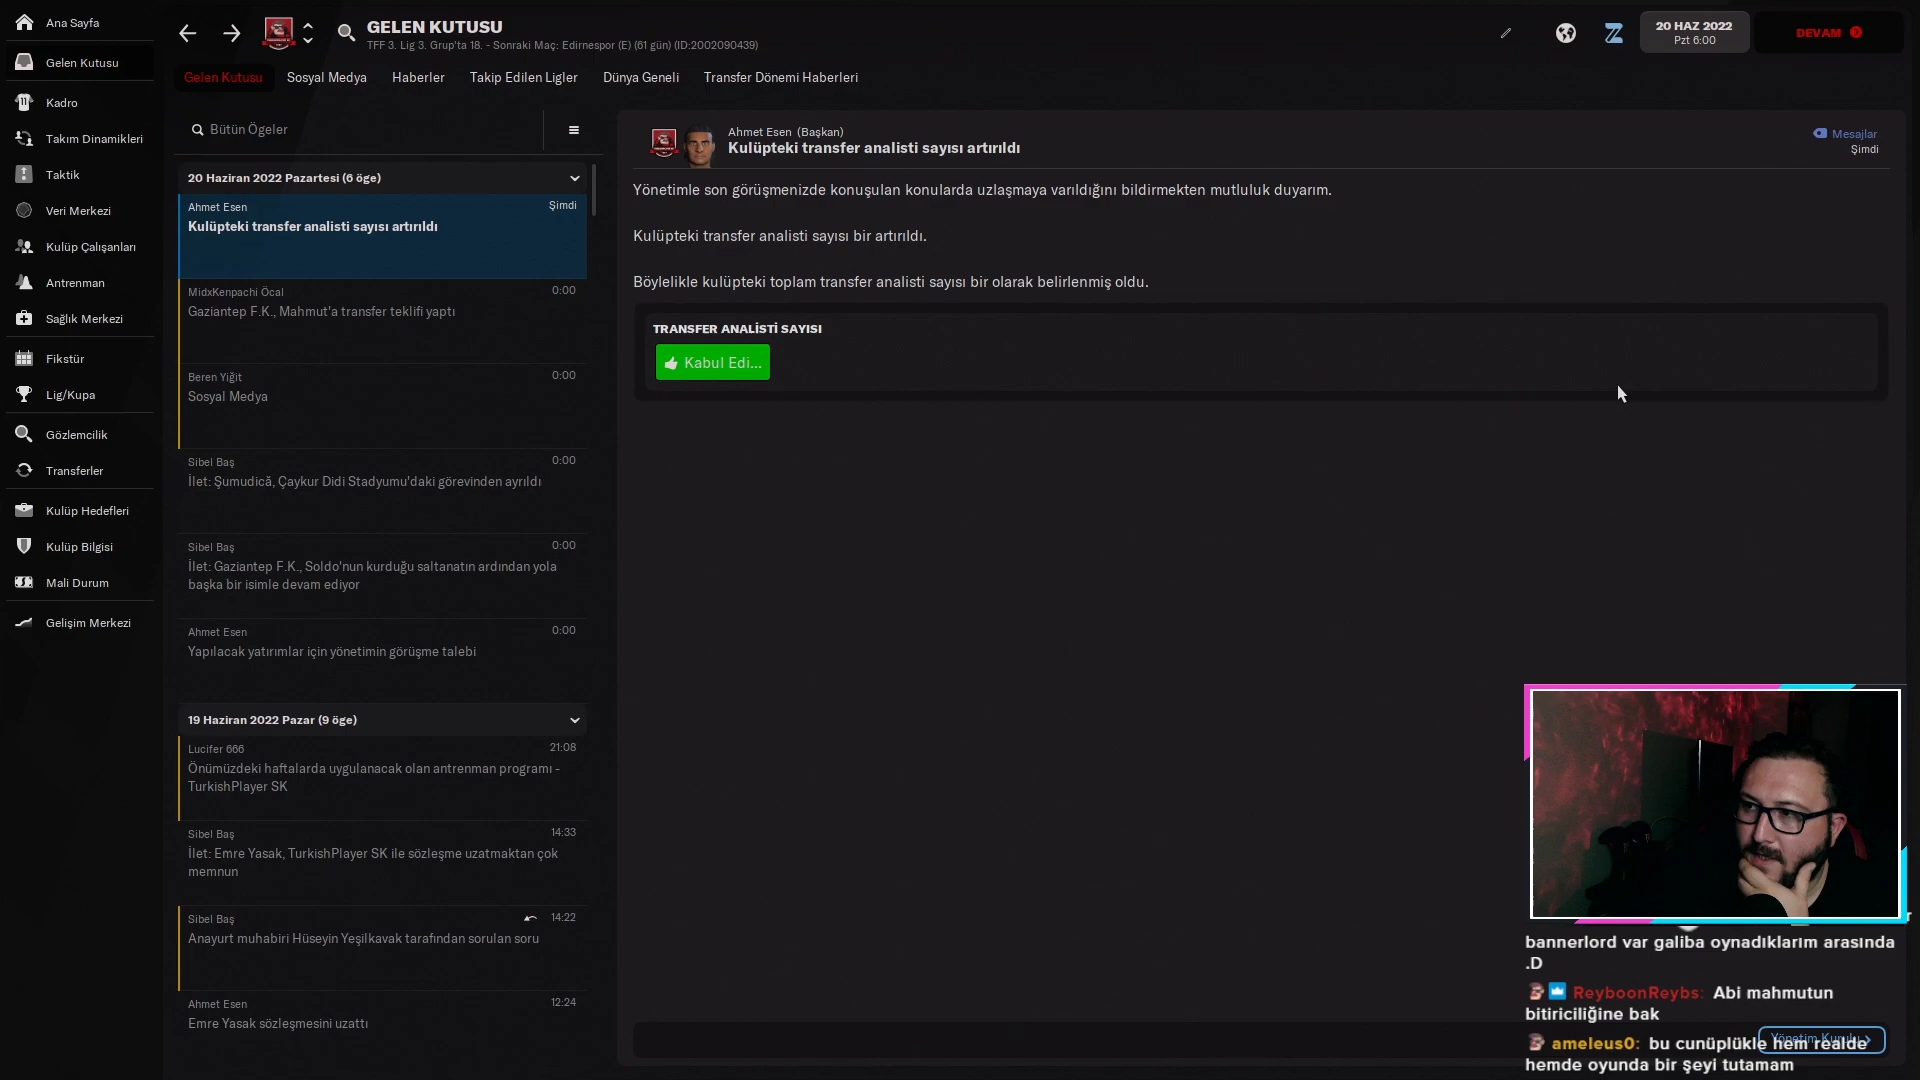 Ana Sayfa
Gelen Kutusu
Kadro
Takım Dinamikleri
Taktik
Veri Merkezi
Kulüp Çalışanları
Antrenman
Sağlık Merkezi
Fikstür
Lig/Kupa
Gözlemcilik
Transferler
Kulüp Hedefleri
Kulüp Bilgisi
Mali Durum
Gelişim Merkezi
GELEN KUTUSU
TFF 3. Lig 3. Grup'ta 18. - Sonraki Maç: Edirnespor (E) (61 gün) (ID:2002090439)
20 HAZ 2022
Pzt 6:00
DEVAM
Gelen Kutusu Sosyal Medya Haberler Takip Edilen Ligler Dünya Geneli Transfer Dönemi Haberleri
Bütün Ögeler
20 Haziran 2022 Pazartesi (6 öge)
Ahmet Esen Şimdi
Kulüpteki transfer analisti sayısı artırıldı
MidxKenpachi Öcal 0:00
Gaziantep F.K., Mahmut'a transfer teklifi yaptı
Beren Yiğit 0:00
Sosyal Medya
Sibel Baş 0:00
İlet: Şumudică, Çaykur Didi Stadyumu'daki görevinden ayrıldı
Sibel Baş 0:00
İlet: Gaziantep F.K., Soldo'nun kurduğu saltanatın ardından yola
başka bir isimle devam ediyor
Ahmet Esen 0:00
Yapılacak yatırımlar için yönetimin görüşme talebi
19 Haziran 2022 Pazar (9 öge)
Lucifer 666 21:08
Önümüzdeki haftalarda uygulanacak olan antrenman programı -
TurkishPlayer SK
Sibel Baş 14:33
İlet: Emre Yasak, TurkishPlayer SK ile sözleşme uzatmaktan çok
memnun
Sibel Baş 14:22
Anayurt muhabiri Hüseyin Yeşilkavak tarafından sorulan soru
Ahmet Esen 12:24
Emre Yasak sözleşmesini uzattı
Ahmet Esen (Başkan)
Kulüpteki transfer analisti sayısı artırıldı
Mesajlar
Şimdi
Yönetimle son görüşmenizde konuşulan konularda uzlaşmaya varıldığını bildirmekten mutluluk duyarım.
Kulüpteki transfer analisti sayısı bir artırıldı.
Böylelikle kulüpteki toplam transfer analisti sayısı bir olarak belirlenmiş oldu.
TRANSFER ANALİSTİ SAYISI
Kabul Edi...
bannerlord var galiba oynadıklarım arasında
.D
ReyboonReybs: Abi mahmutun
bitiriciliğine bak
Yönetim Kurulu
ameleus0: bu cunüplükle hem realde
hemde oyunda bir şeyi tutamam